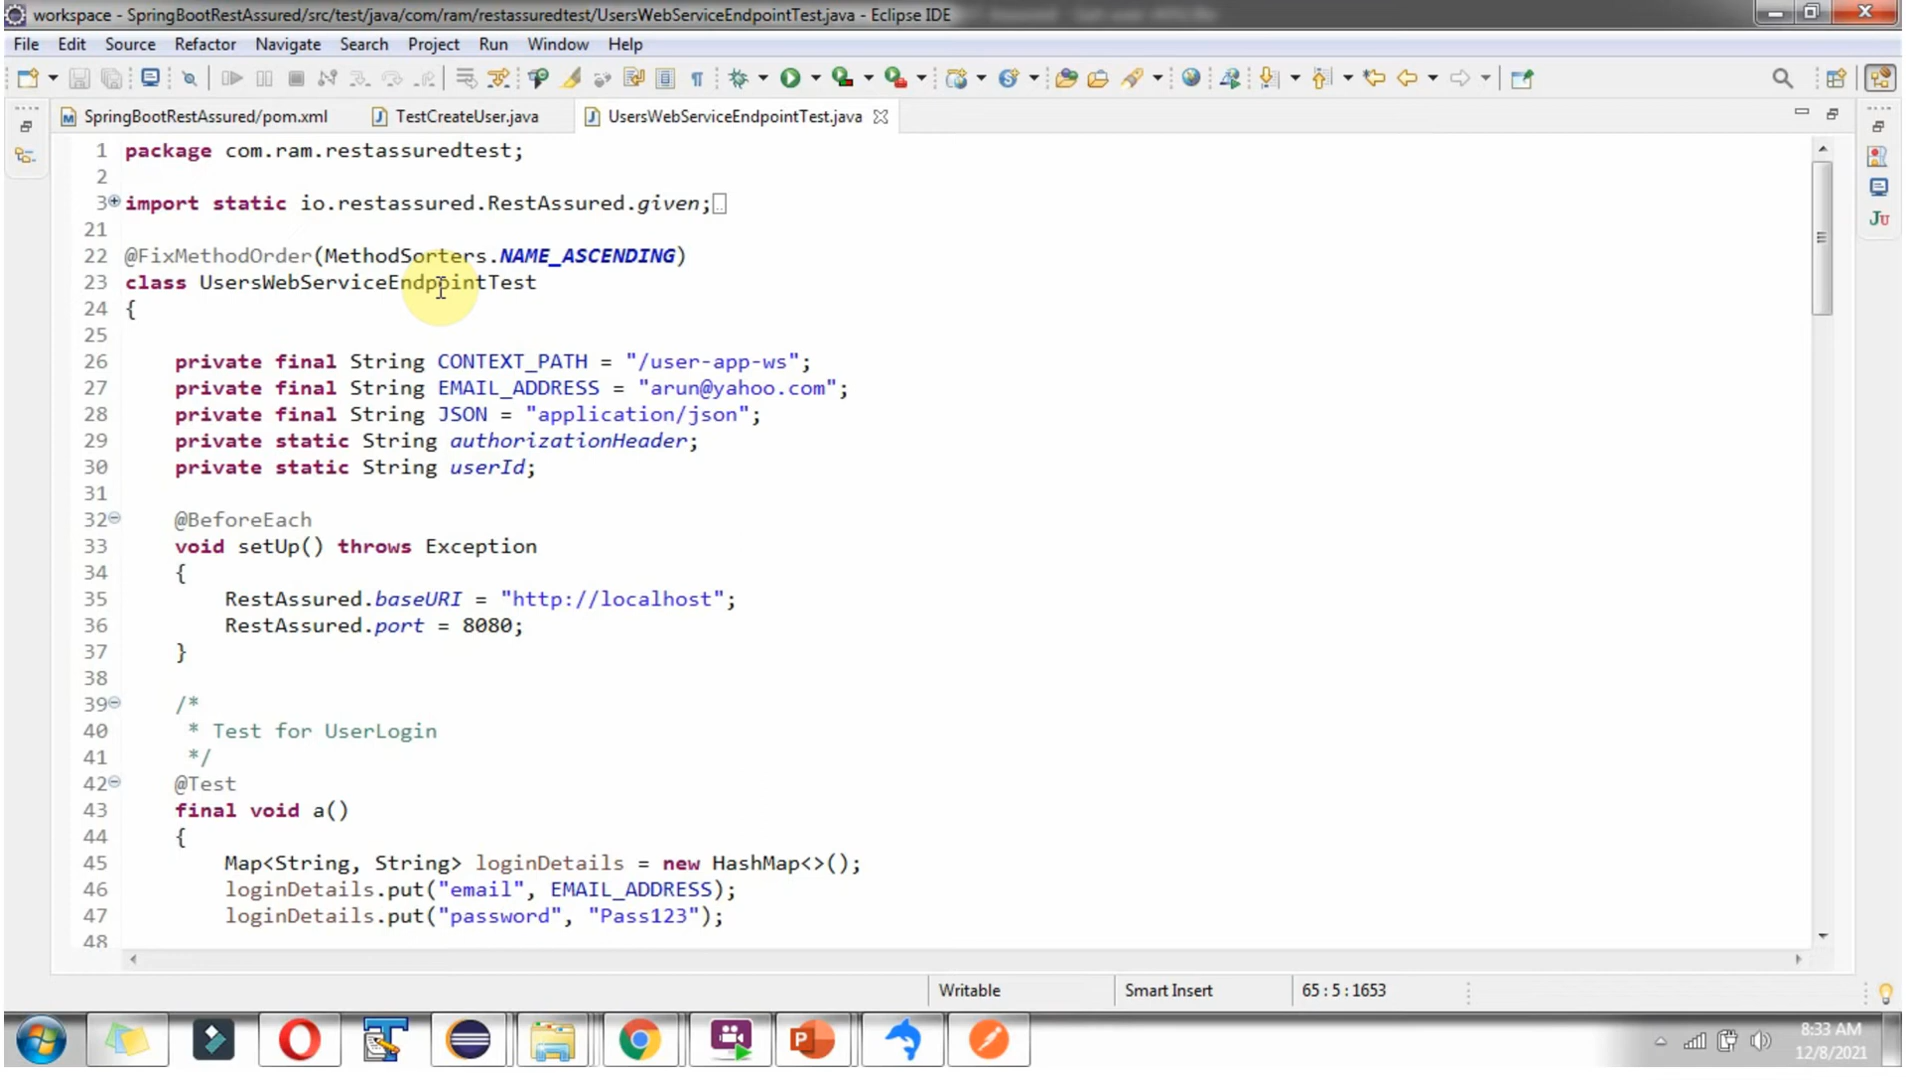 workspace - SpringBootRestAssured/src/test/java/com/ram/restassuredtest/UsersWebServiceEndpointTest.java - Eclipse IDE
File Edit Source Refactor Navigate Search Project Run Window Help
SpringBootRestAssured/pom.xml TestCreateUser.java UsersWebServiceEndpointTest.java
1 package com.ram.restassuredtest;
2
3 import static io.restassured.RestAssured.given;
21
22 @FixMethodOrder(MethodSorters.NAME_ASCENDING)
23 class UsersWebServiceEndpointTest
24 {
25
26 private final String CONTEXT_PATH = "/user-app-ws";
27 private final String EMAIL_ADDRESS = "arun@yahoo.com";
28 private final String JSON = "application/json";
29 private static String authorizationHeader;
30 private static String userId;
31
32 @BeforeEach
33 void setUp() throws Exception
34 {
35 RestAssured.baseURI = "http://localhost";
36 RestAssured.port = 8080;
37 }
38
39 /*
40 * Test for UserLogin
41 */
42 @Test
43 final void a()
44 {
45 Map<String, String> loginDetails = new HashMap<>();
46 loginDetails.put("email", EMAIL_ADDRESS);
47 loginDetails.put("password", "Pass123");
48
Writable Smart Insert 65 : 5 : 1653
8:33 AM
12/8/2021